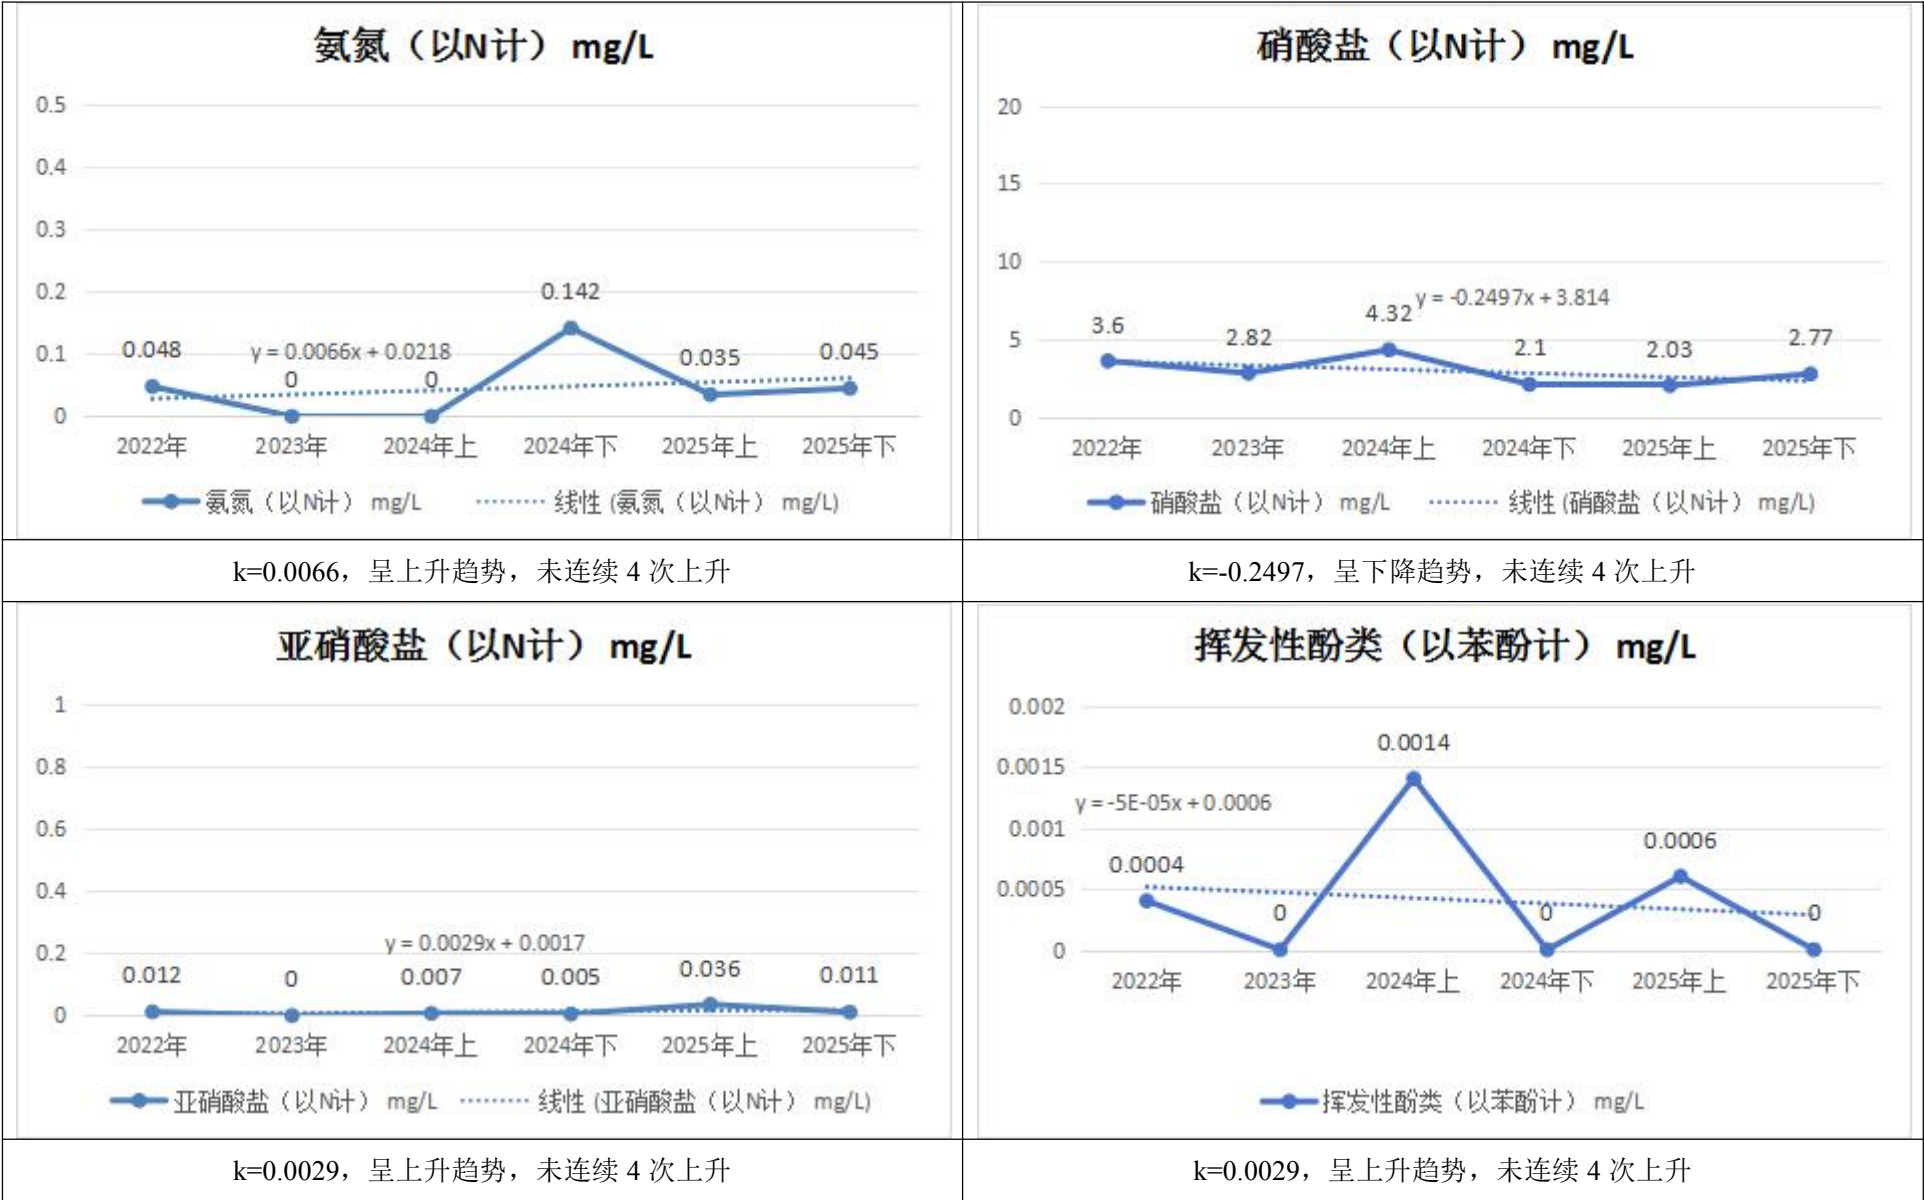 氨氮（以N计） mg/L
0.5
0.4
0.3
0.2
0.1
0
0.048
0
0
0.142
0.035
0.045
y = 0.0066x + 0.0218
2022年 2023年 2024年上 2024年下 2025年上 2025年下
氨氮（以N计） mg/L 线性 (氨氮（以N计） mg/L)
k=0.0066，呈上升趋势，未连续 4 次上升
硝酸盐（以N计） mg/L
20
15
10
5
0
3.6
2.82
4.32
2.1
2.03
2.77
y = -0.2497x + 3.814
2022年 2023年 2024年上 2024年下 2025年上 2025年下
硝酸盐（以N计） mg/L 线性 (硝酸盐（以N计） mg/L)
k=-0.2497，呈下降趋势，未连续 4 次上升
亚硝酸盐（以N计） mg/L
1
0.8
0.6
0.4
0.2
0
y = 0.0029x + 0.0017
0.012
0
0.007
0.005
0.036
0.011
2022年 2023年 2024年上 2024年下 2025年上 2025年下
亚硝酸盐（以N计） mg/L 线性 (亚硝酸盐（以N计） mg/L)
k=0.0029，呈上升趋势，未连续 4 次上升
挥发性酚类（以苯酚计） mg/L
0.002
0.0015
0.001
0.0005
0
y = -5E-05x + 0.0006
0.0004
0
0.0014
0
0.0006
0
2022年 2023年 2024年上 2024年下 2025年上 2025年下
挥发性酚类（以苯酚计） mg/L
k=0.0029，呈上升趋势，未连续 4 次上升